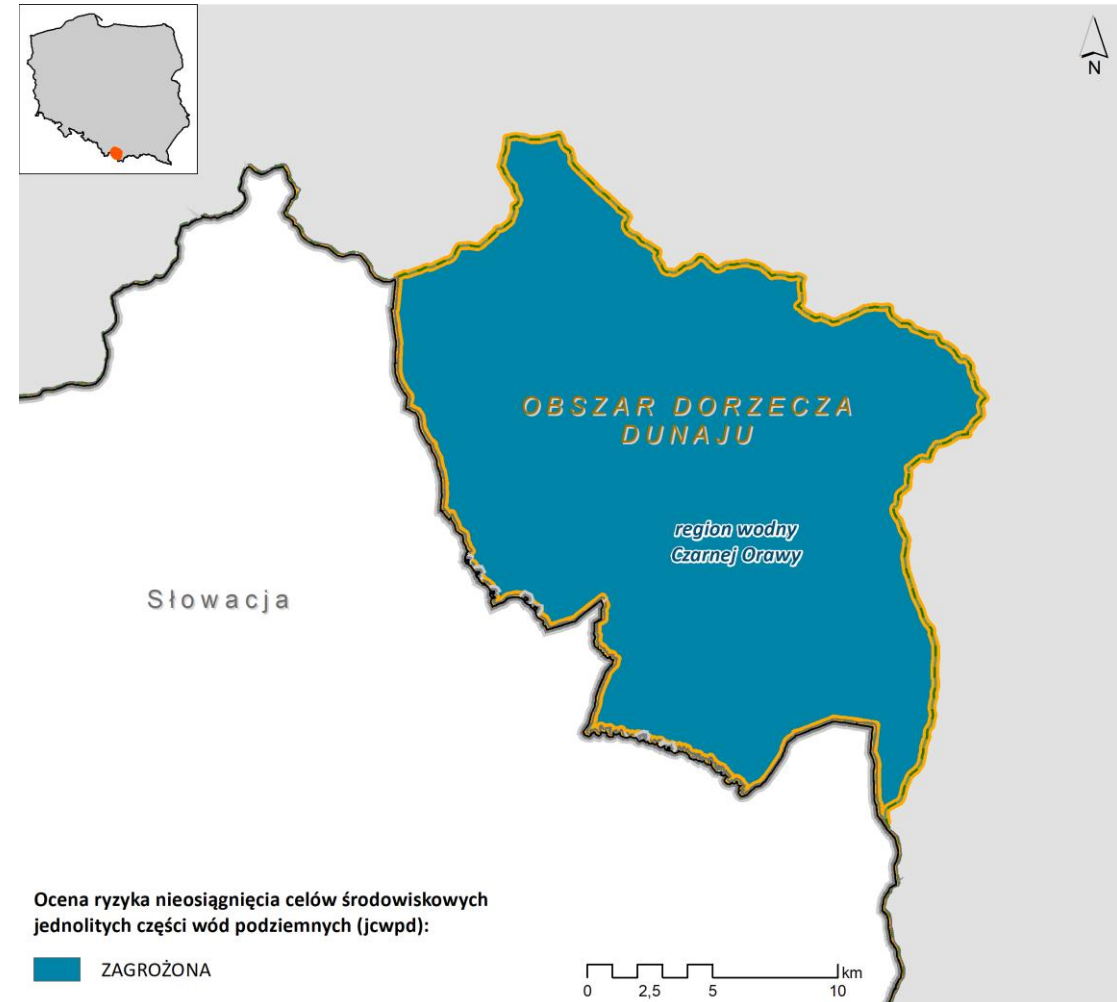 N
OBSZAR DORZECZA
DUNAJU
region wodny
Czarnej Orawy
Słowacja
Ocena ryzyka nieosiągnięcia celów środowiskowych
jednolitych części wód podziemnych (jcwpd):
ZAGROŻONA
km
0 2,5 5 10